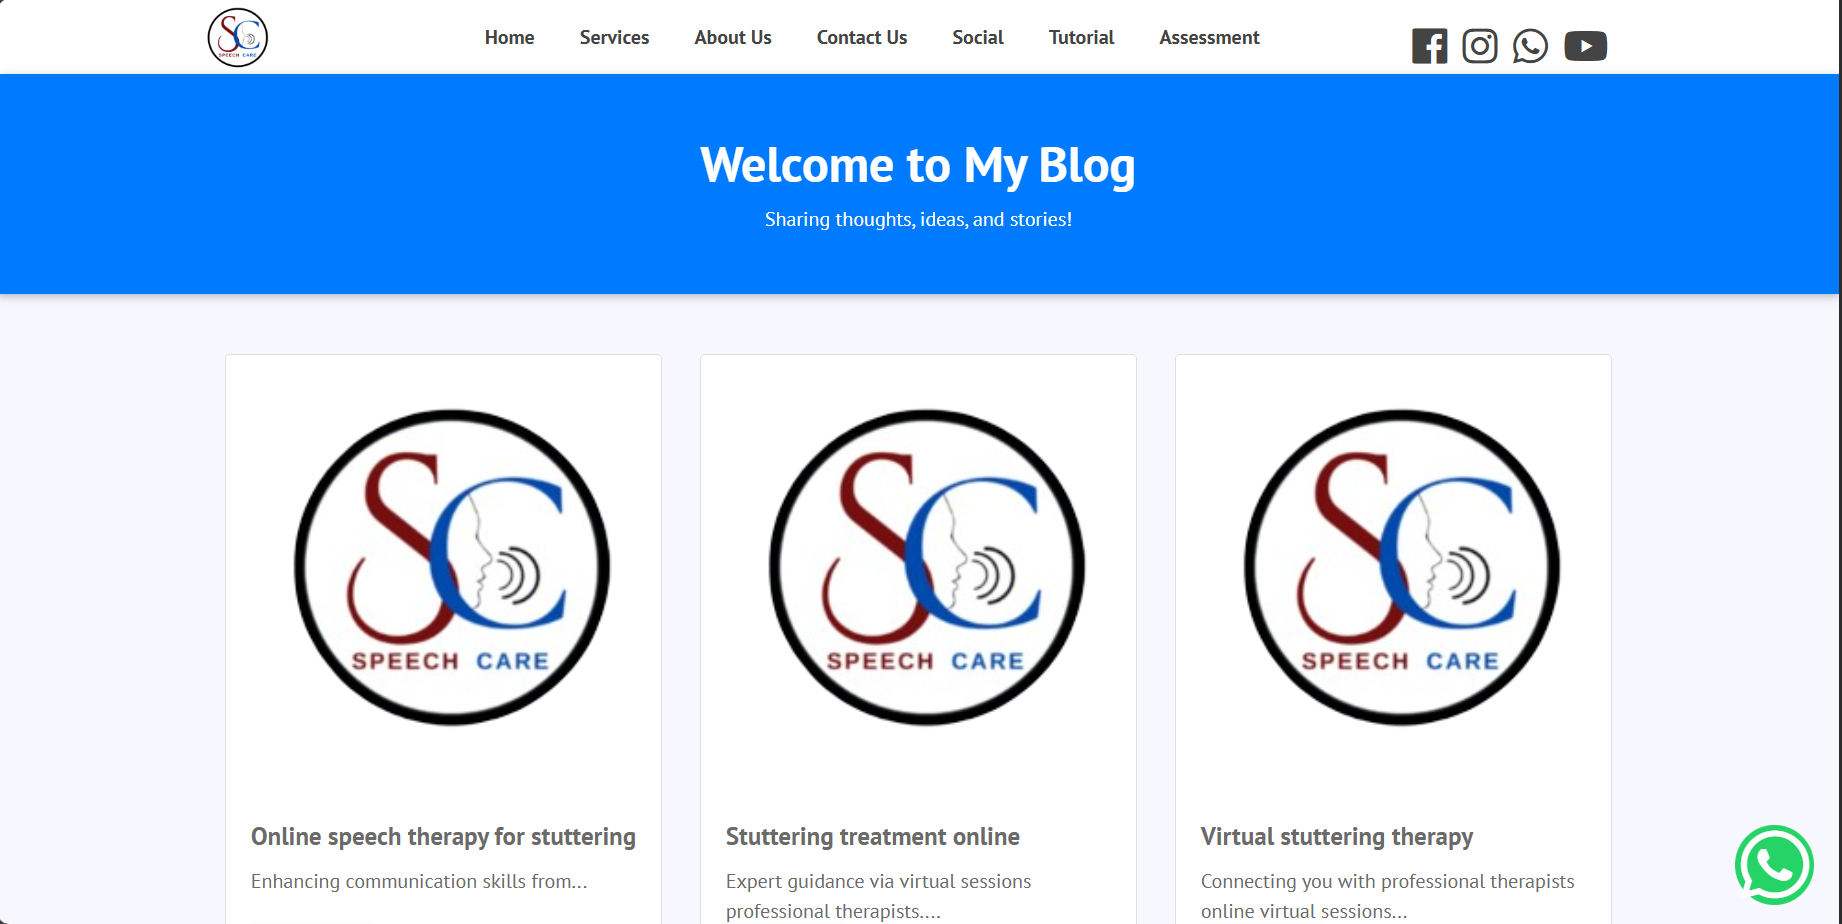 SC
SPEECH CARE
Home Services About Us Contact Us Social Tutorial Assessment
Welcome to My Blog
Sharing thoughts, ideas, and stories!
SC
SPEECH CARE
Online speech therapy for stuttering
Enhancing communication skills from...
SC
SPEECH CARE
Stuttering treatment online
Expert guidance via virtual sessions
professional therapists....
SC
SPEECH CARE
Virtual stuttering therapy
Connecting you with professional therapists
online virtual sessions...